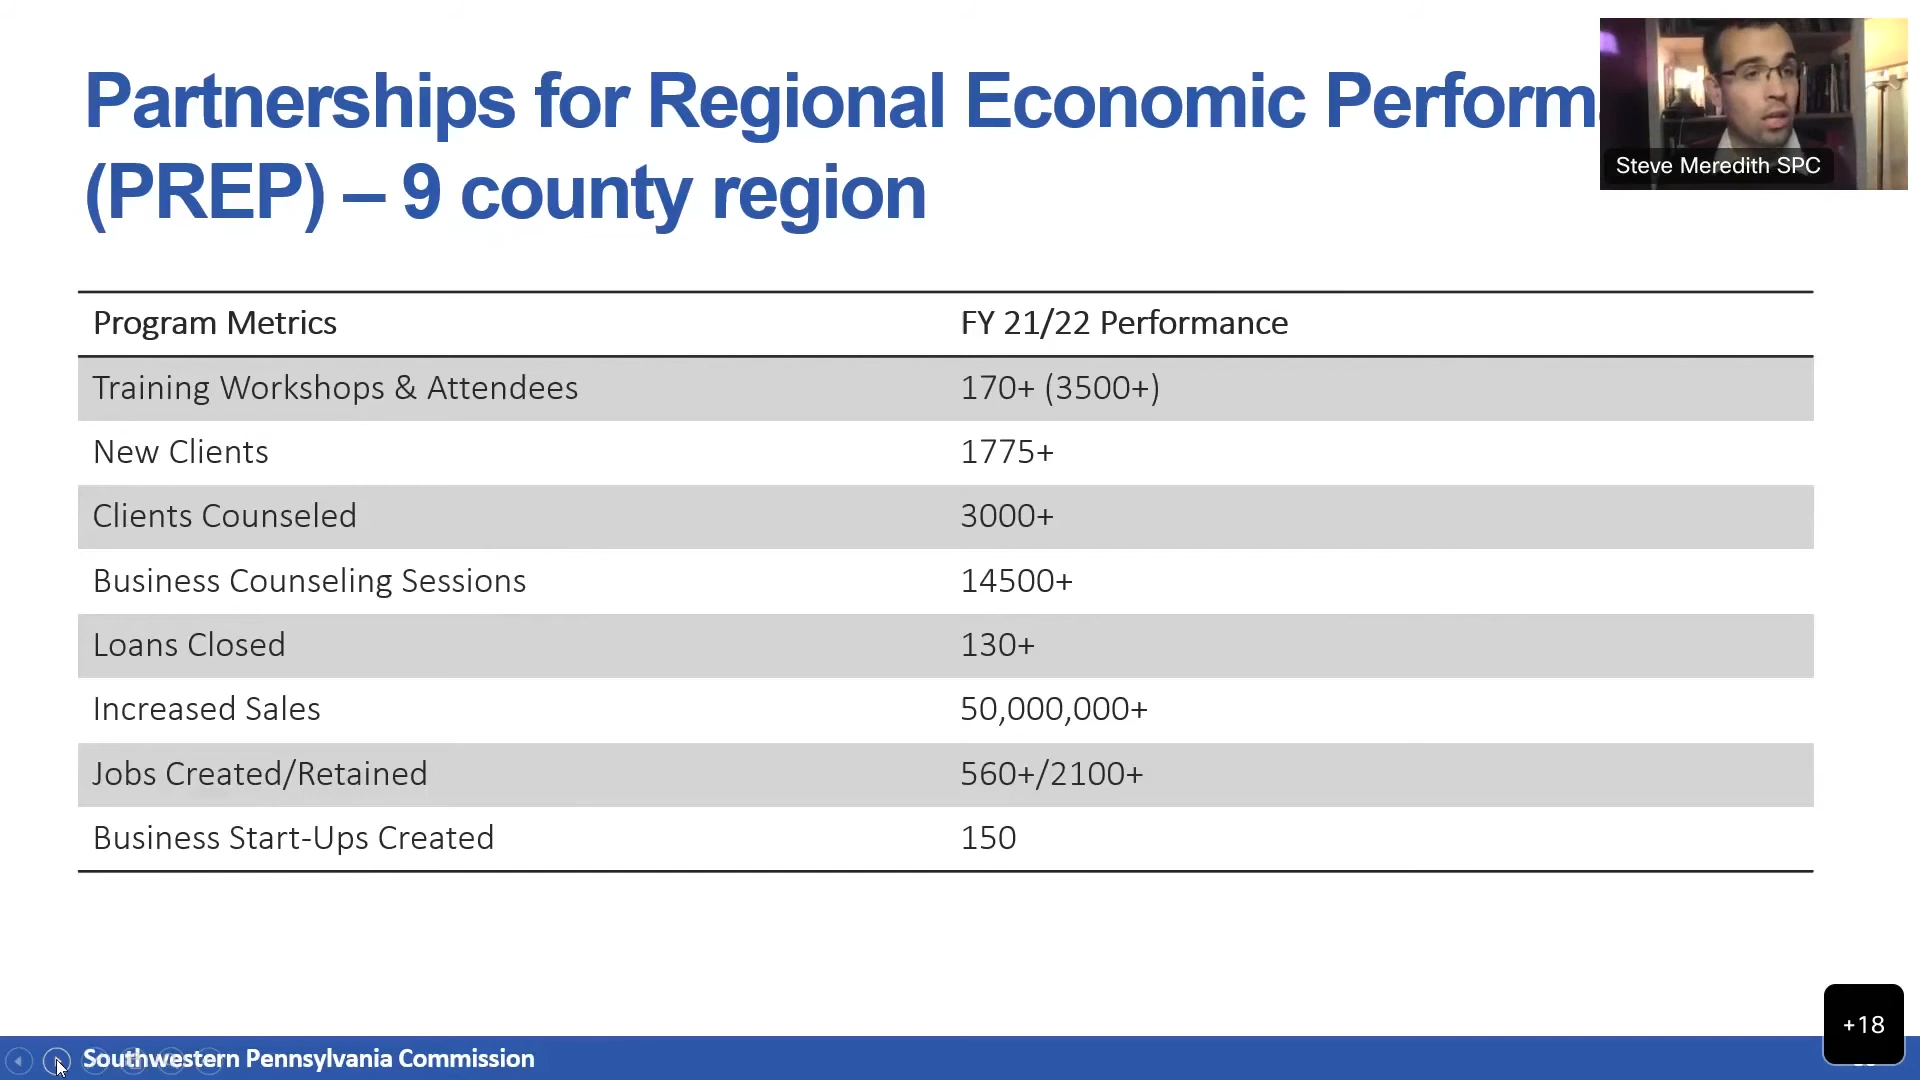 Partnerships for Regional Economic Perform
(PREP) – 9 county region
Steve Meredith SPC
Program Metrics FY 21/22 Performance
Training Workshops & Attendees 170+ (3500+)
New Clients 1775+
Clients Counseled 3000+
Business Counseling Sessions 14500+
Loans Closed 130+
Increased Sales 50,000,000+
Jobs Created/Retained 560+/2100+
Business Start-Ups Created 150
+18
Southwestern Pennsylvania Commission